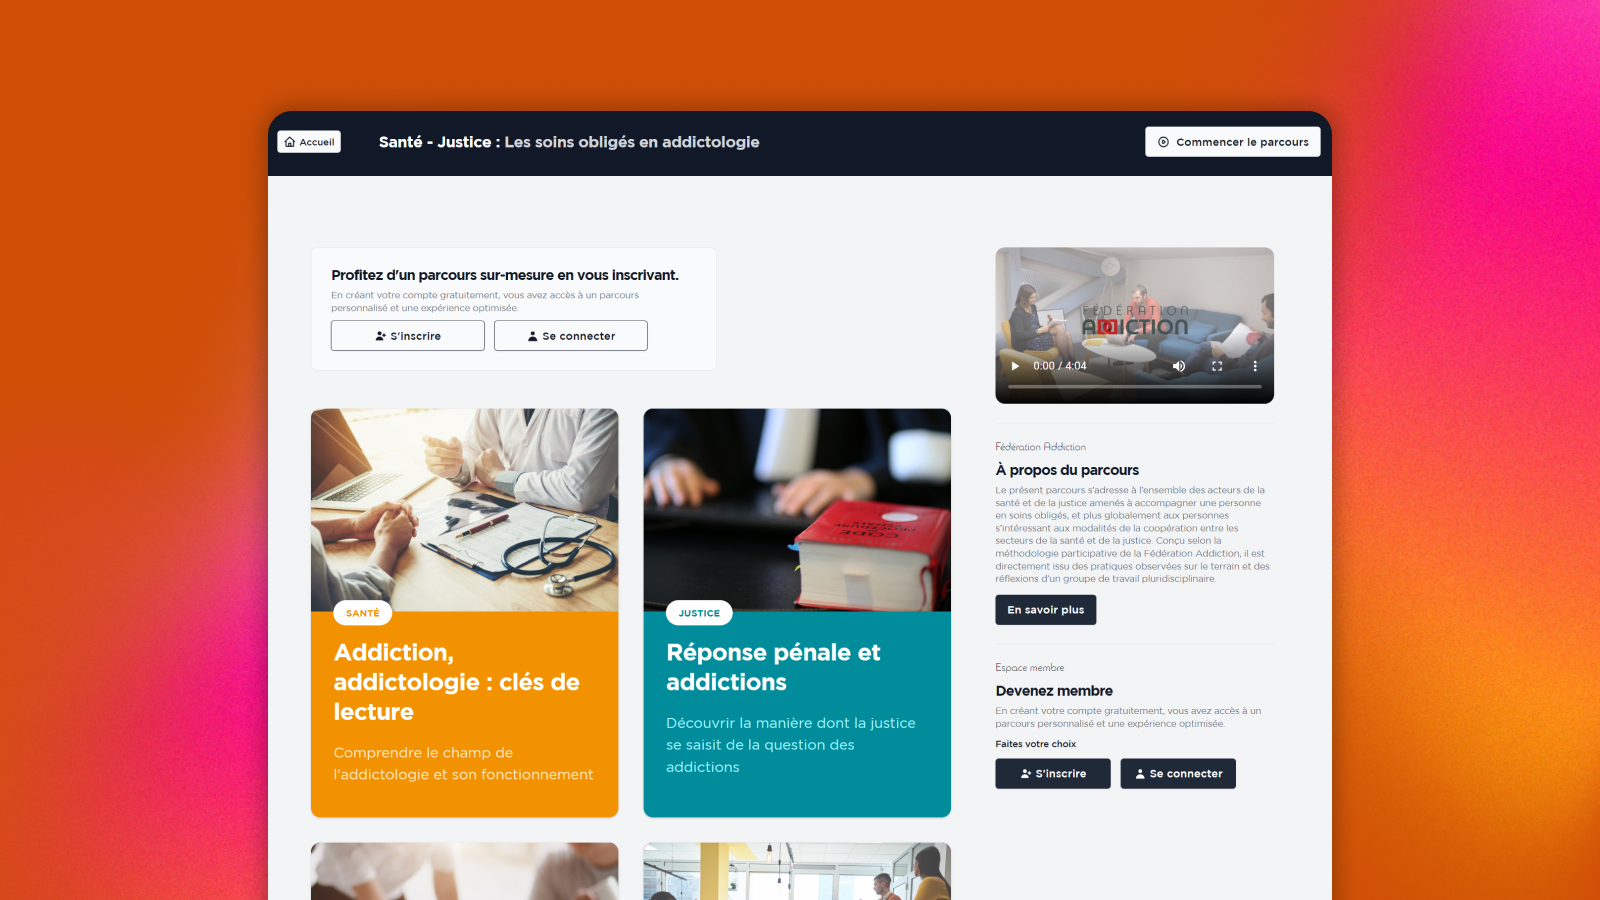 Accueil
Santé - Justice : Les soins obligés en addictologie
Commencer le parcours
Profitez d'un parcours sur-mesure en vous inscrivant.
En créant votre compte gratuitement, vous avez accès à un parcours
personnalisé et une expérience optimisée.
S'inscrire
Se connecter
SANTÉ
Addiction,
addictologie : clés de
lecture
Comprendre le champ de
l'addictologie et son fonctionnement
CODE
JUSTICE
Réponse pénale et
addictions
Découvrir la manière dont la justice
se saisit de la question des
addictions
FÉDÉRATION
ADDICTION
0:00 / 4:04
Fédération Addiction
À propos du parcours
Le présent parcours s'adresse à l'ensemble des acteurs de la
santé et de la justice amenés à accompagner une personne
en soins obligés, et plus globalement aux personnes
s'intéressant aux modalités de la coopération entre les
secteurs de la santé et de la justice. Conçu selon la
méthodologie participative de la Fédération Addiction, il est
directement issu des pratiques observées sur le terrain et des
réflexions d'un groupe de travail pluridisciplinaire.
En savoir plus
Espace membre
Devenez membre
En créant votre compte gratuitement, vous avez accès à un
parcours personnalisé et une expérience optimisée.
Faites votre choix
S'inscrire
Se connecter